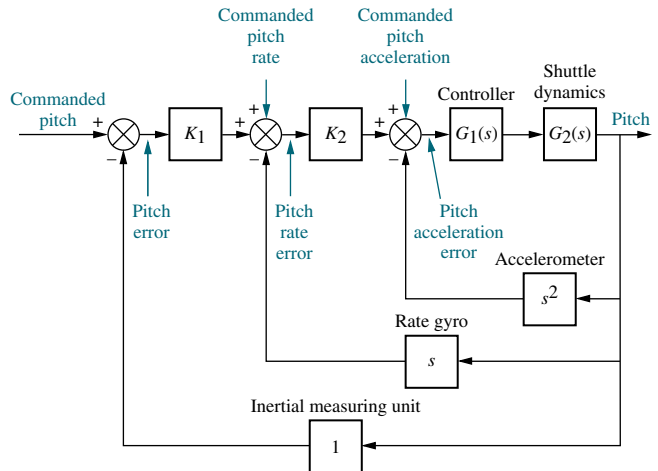 Commanded
pitch
rate
Commanded
pitch
acceleration
Controller
Shuttle
dynamics
Commanded
pitch
+
−
K1
+
+
−
K2
+
+
−
G1(s)
G2(s)
Pitch
Pitch
error
Pitch
rate
error
Pitch
acceleration
error
Accelerometer
s²
Rate gyro
s
Inertial measuring unit
1